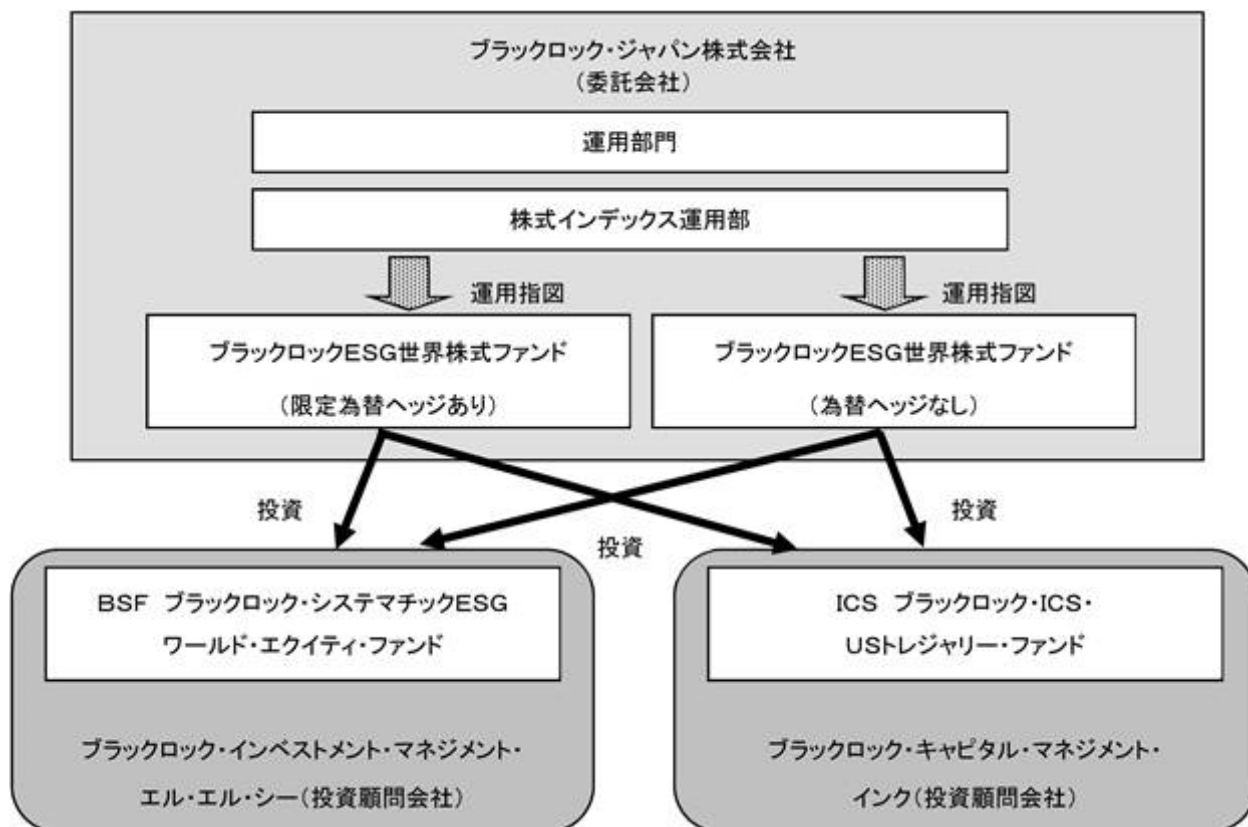 ブラックロック・ジャパン株式会社
（委託会社）
運用部門
株式インデックス運用部
運用指図
運用指図
ブラックロックESG世界株式ファンド
（限定為替ヘッジあり）
ブラックロックESG世界株式ファンド
（為替ヘッジなし）
投資
投資
投資
BSF ブラックロック・システマチックESG
ワールド・エクイティ・ファンド
ブラックロック・インベストメント・マネジメント・
エル・エル・シー（投資顧問会社）
ICS ブラックロック・ICS・
USトレジャリー・ファンド
ブラックロック・キャピタル・マネジメント・
インク（投資顧問会社）